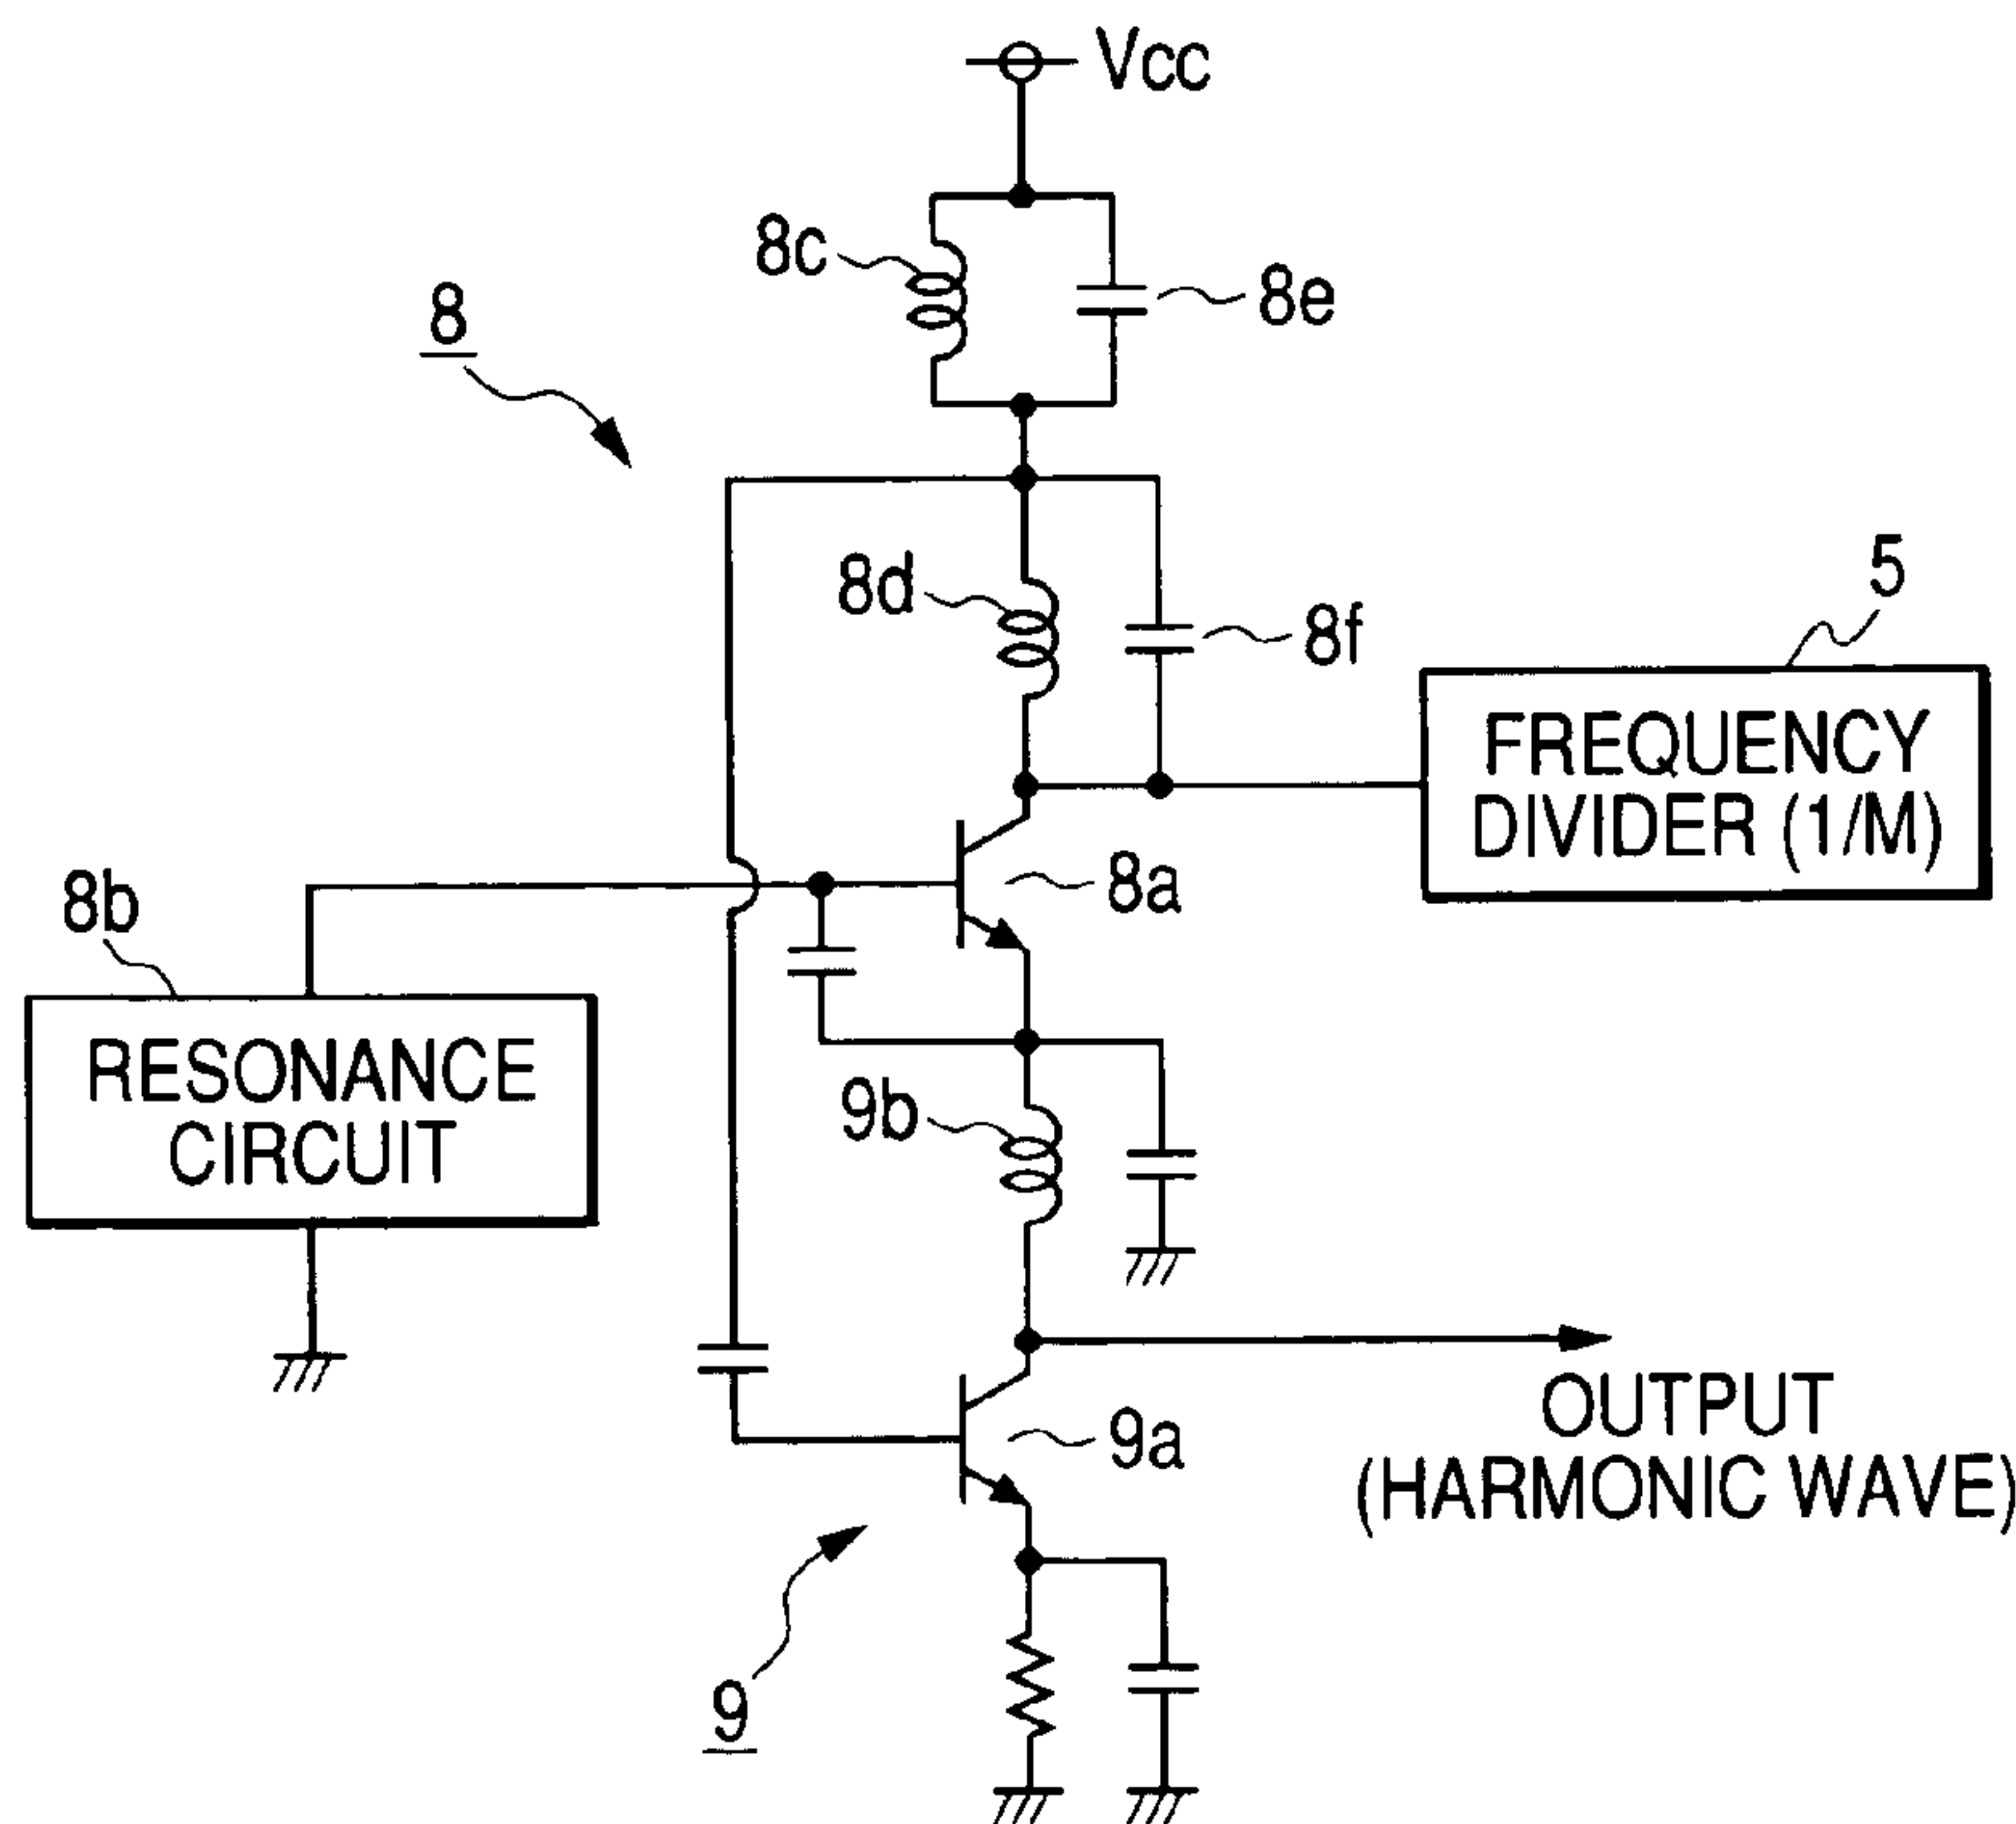 Vcc
8c
8e
8
8d
8f
5
FREQUENCY
DIVIDER (1/M)
8a
8b
RESONANCE
CIRCUIT
9b
OUTPUT
(HARMONIC WAVE)
9a
9